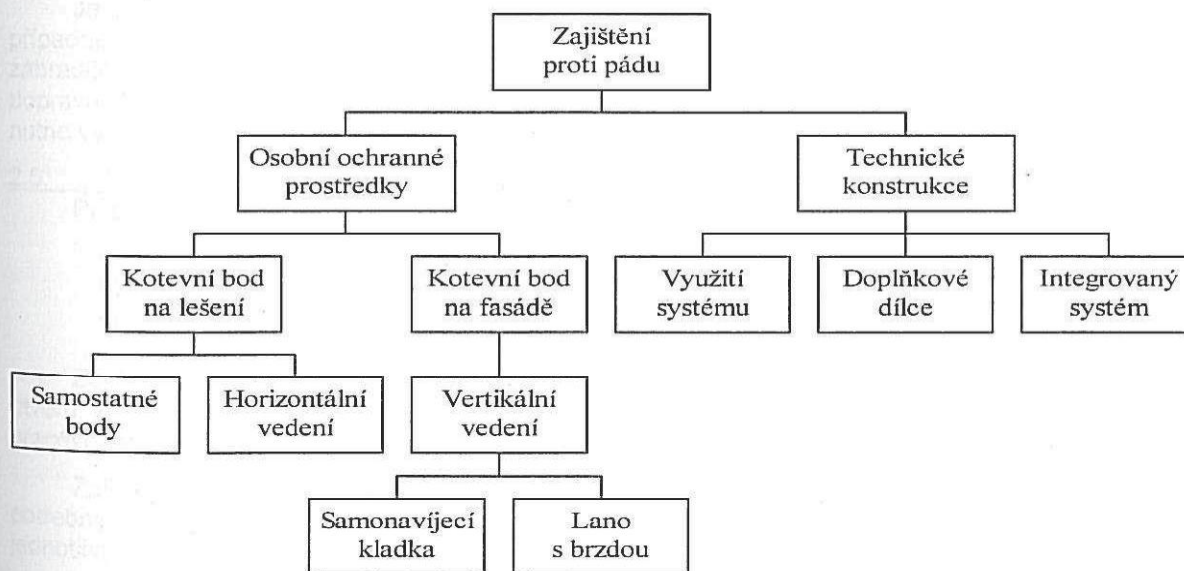 Zajištění
proti pádu
Osobní ochranné
prostředky
Technické
konstrukce
Kotevní bod
na lešení
Kotevní bod
na fasádě
Využití
systému
Doplňkové
dílce
Integrovaný
systém
Samostatné
body
Horizontální
vedení
Vertikální
vedení
Samonavíjecí
kladka
Lano
s brzdou